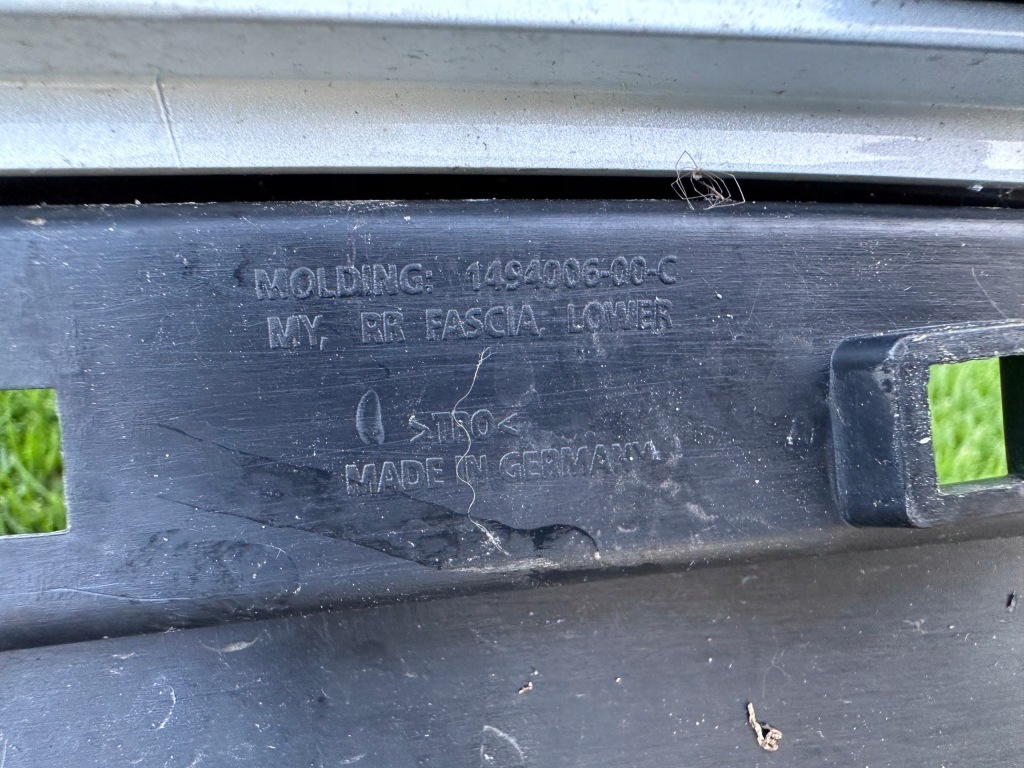 MOLDING: 1494006-00-C
MY, RR FASCIA LOWER
>TPO<
MADE IN GERMANY